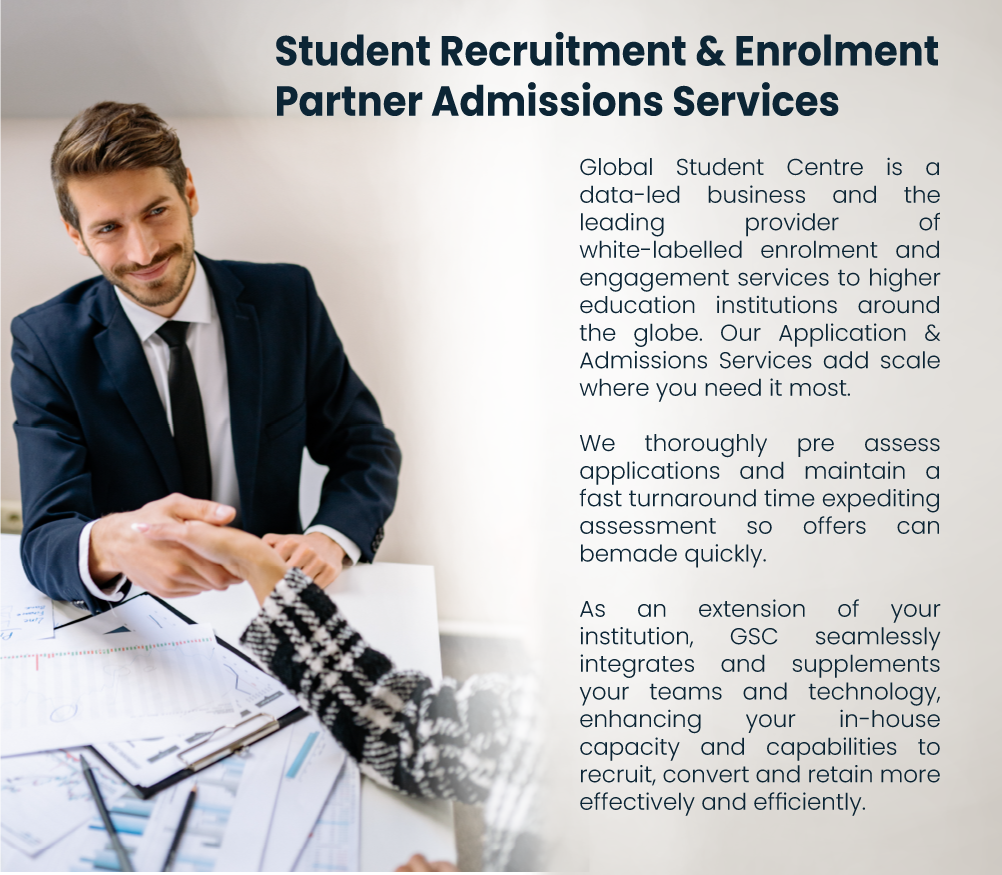 Student Recruitment & Enrolment
Partner Admissions Services
Global Student Centre is a
data-led business and the
leading provider of
white-labelled enrolment and
engagement services to higher
education institutions around
the globe. Our Application &
Admissions Services add scale
where you need it most.
We thoroughly pre assess
applications and maintain a
fast turnaround time expediting
assessment so offers can
bemade quickly.
As an extension of your
institution, GSC seamlessly
integrates and supplements
your teams and technology,
enhancing your in-house
capacity and capabilities to
recruit, convert and retain more
effectively and efficiently.